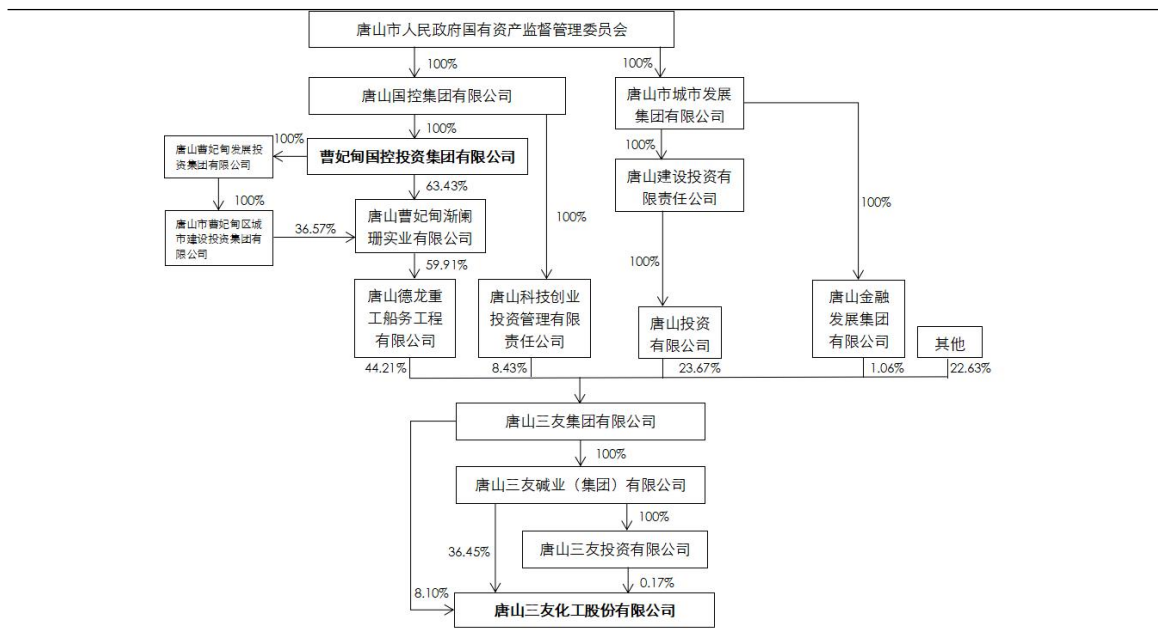 唐山市人民政府国有资产监督管理委员会
100%
100%
唐山国控集团有限公司
唐山市城市发展
集团有限公司
100%
100%
100%
唐山曹妃甸发展投
资集团有限公司
曹妃甸国控投资集团有限公司
唐山建设投资有
限责任公司
63.43%
100%
100%
100%
唐山市曹妃甸区城
市建设投资集团有
限公司
36.57%
唐山曹妃甸渐阑
珊实业有限公司
59.91%
100%
唐山德龙重
工船务工程
有限公司
唐山科技创业
投资管理有限
责任公司
唐山投资
有限公司
唐山金融
发展集团
有限公司
其他
44.21%
8.43%
23.67%
1.06%
22.63%
唐山三友集团有限公司
100%
唐山三友碱业（集团）有限公司
100%
36.45%
唐山三友投资有限公司
0.17%
8.10%
唐山三友化工股份有限公司